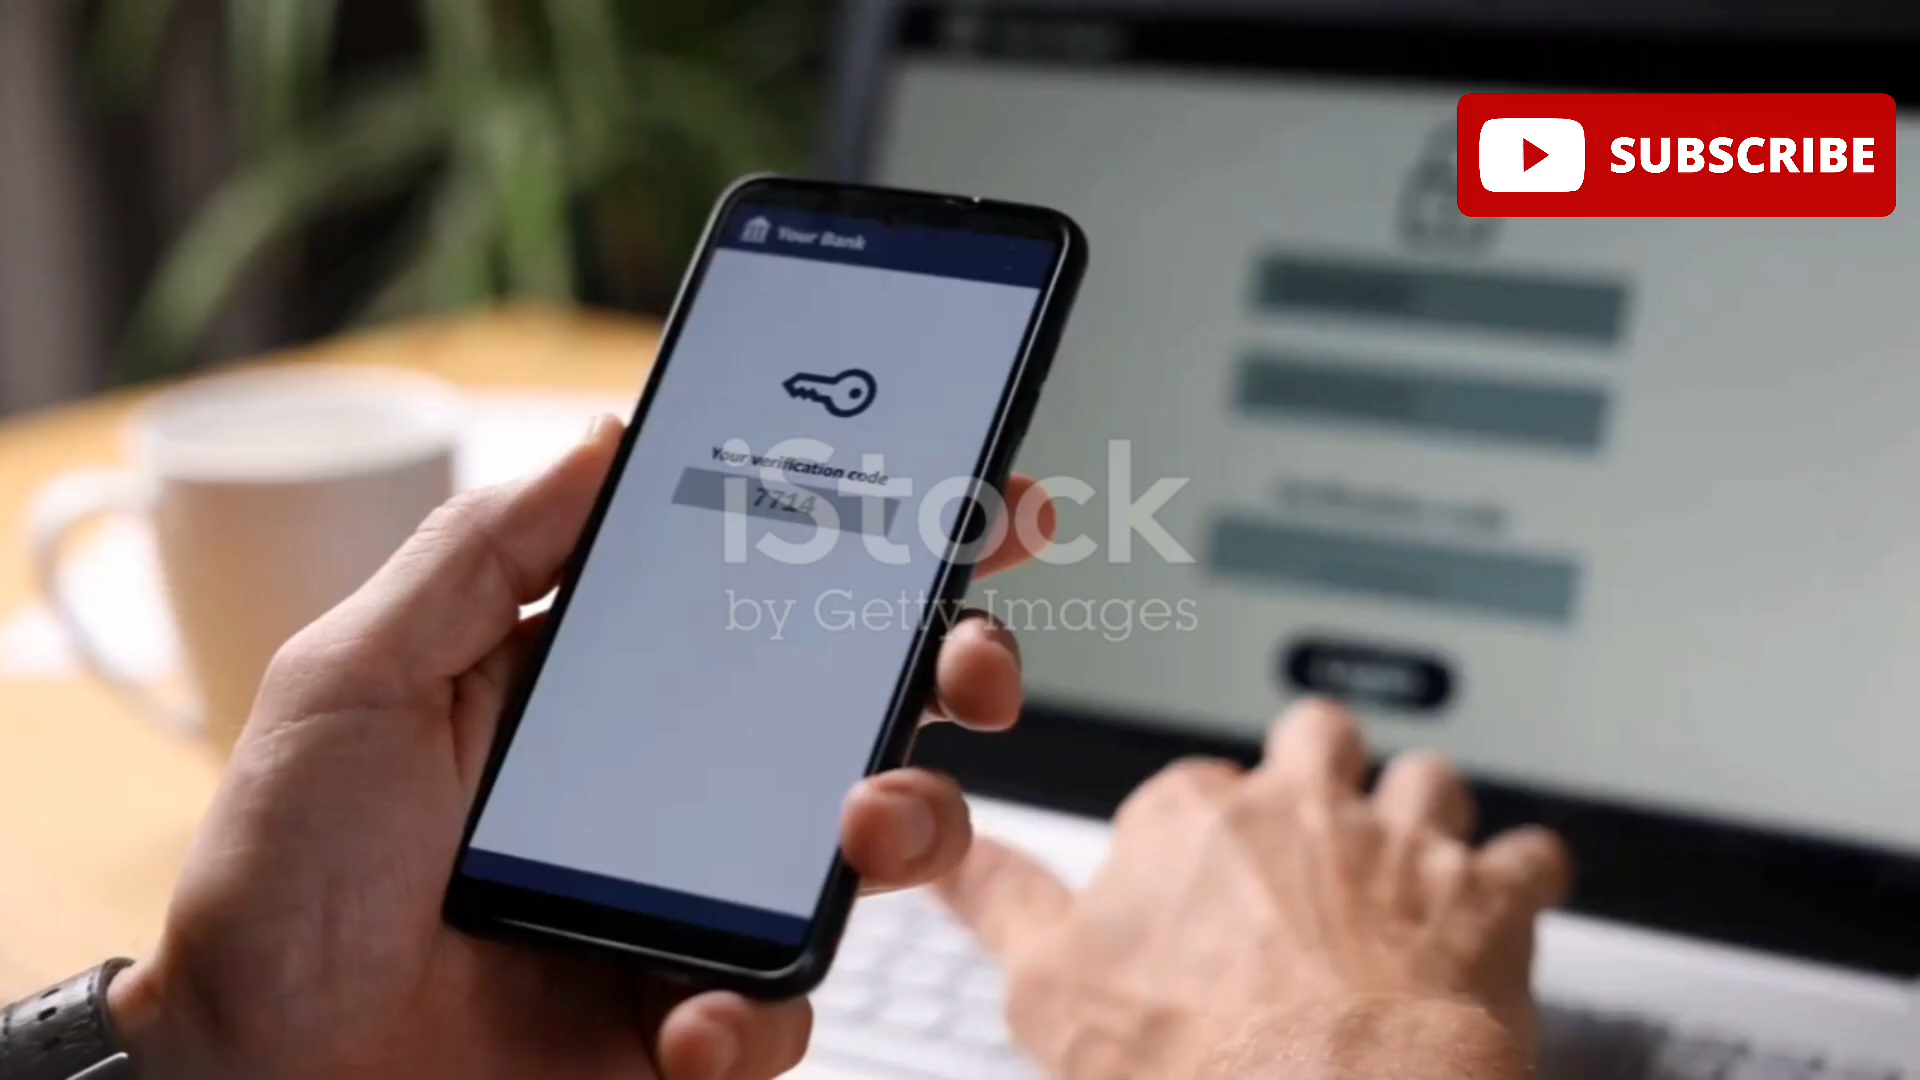 SUBSCRIBE
Your Bank
Your verification code
7714
iStock
by Getty Images